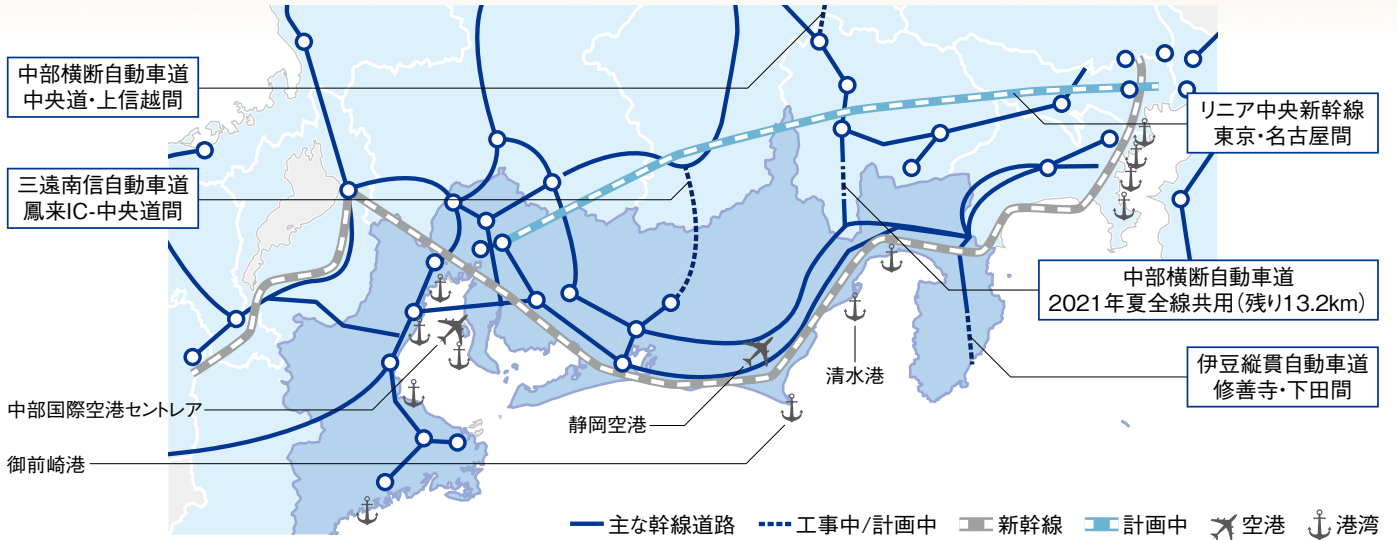 中部横断自動車道
中央道・上信越間
三遠南信自動車道
鳳来IC-中央道間
リニア中央新幹線
東京・名古屋間
中部横断自動車道
2021年夏全線共用(残り13.2km)
伊豆縦貫自動車道
修善寺・下田間
清水港
中部国際空港セントレア
静岡空港
御前崎港
主な幹線道路 工事中/計画中 新幹線 計画中 空港 港湾